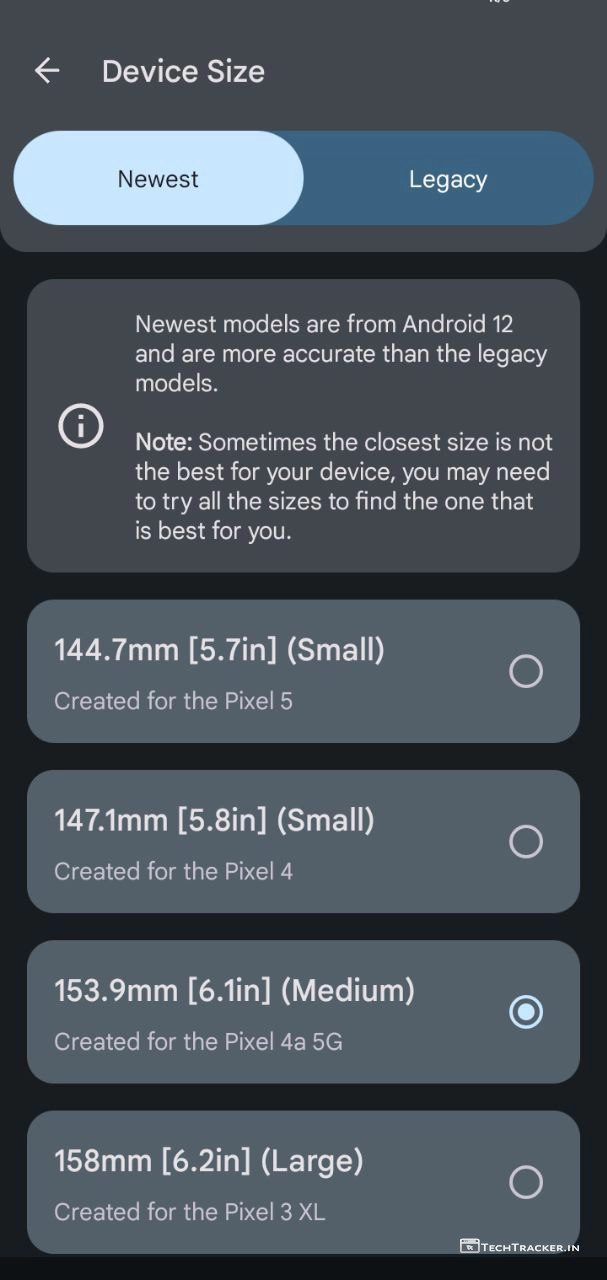 Device Size
Newest
Legacy
Newest models are from Android 12
and are more accurate than the legacy
models.
Note: Sometimes the closest size is not
the best for your device, you may need
to try all the sizes to find the one that
is best for you.
144.7mm [5.7in] (Small)
Created for the Pixel 5
147.1mm [5.8in] (Small)
Created for the Pixel 4
153.9mm [6.1in] (Medium)
Created for the Pixel 4a 5G
158mm [6.2in] (Large)
Created for the Pixel 3 XL
TECHTRACKER.IN